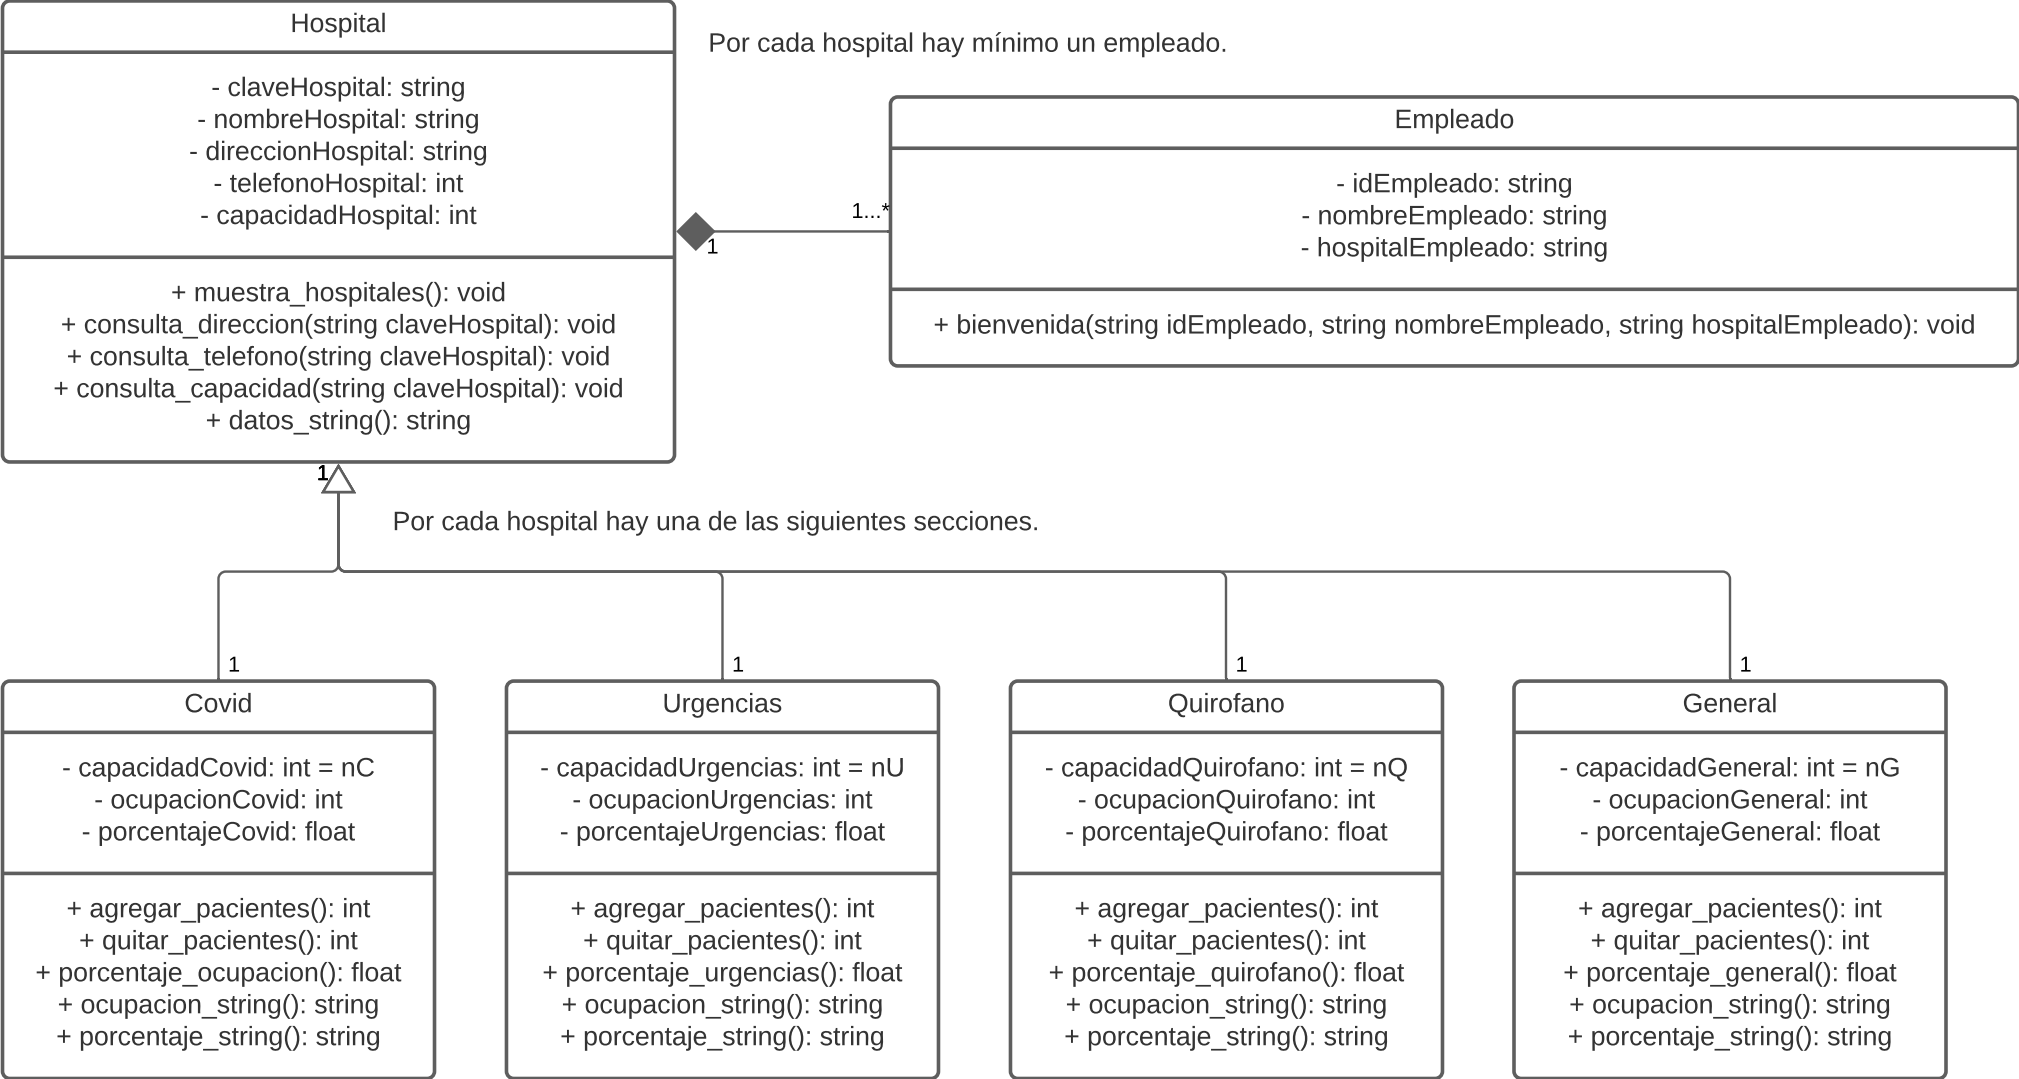 Hospital
- claveHospital: string
- nombreHospital: string
- direccionHospital: string
- telefonoHospital: int
- capacidadHospital: int
+ muestra_hospitales(): void
+ consulta_direccion(string claveHospital): void
+ consulta_telefono(string claveHospital): void
+ consulta_capacidad(string claveHospital): void
+ datos_string(): string
Por cada hospital hay mínimo un empleado.
1
1...*
Empleado
- idEmpleado: string
- nombreEmpleado: string
- hospitalEmpleado: string
+ bienvenida(string idEmpleado, string nombreEmpleado, string hospitalEmpleado): void
1
Por cada hospital hay una de las siguientes secciones.
1
Covid
- capacidadCovid: int = nC
- ocupacionCovid: int
- porcentajeCovid: float
+ agregar_pacientes(): int
+ quitar_pacientes(): int
+ porcentaje_ocupacion(): float
+ ocupacion_string(): string
+ porcentaje_string(): string
1
Urgencias
- capacidadUrgencias: int = nU
- ocupacionUrgencias: int
- porcentajeUrgencias: float
+ agregar_pacientes(): int
+ quitar_pacientes(): int
+ porcentaje_urgencias(): float
+ ocupacion_string(): string
+ porcentaje_string(): string
1
Quirofano
- capacidadQuirofano: int = nQ
- ocupacionQuirofano: int
- porcentajeQuirofano: float
+ agregar_pacientes(): int
+ quitar_pacientes(): int
+ porcentaje_quirofano(): float
+ ocupacion_string(): string
+ porcentaje_string(): string
1
General
- capacidadGeneral: int = nG
- ocupacionGeneral: int
- porcentajeGeneral: float
+ agregar_pacientes(): int
+ quitar_pacientes(): int
+ porcentaje_general(): float
+ ocupacion_string(): string
+ porcentaje_string(): string